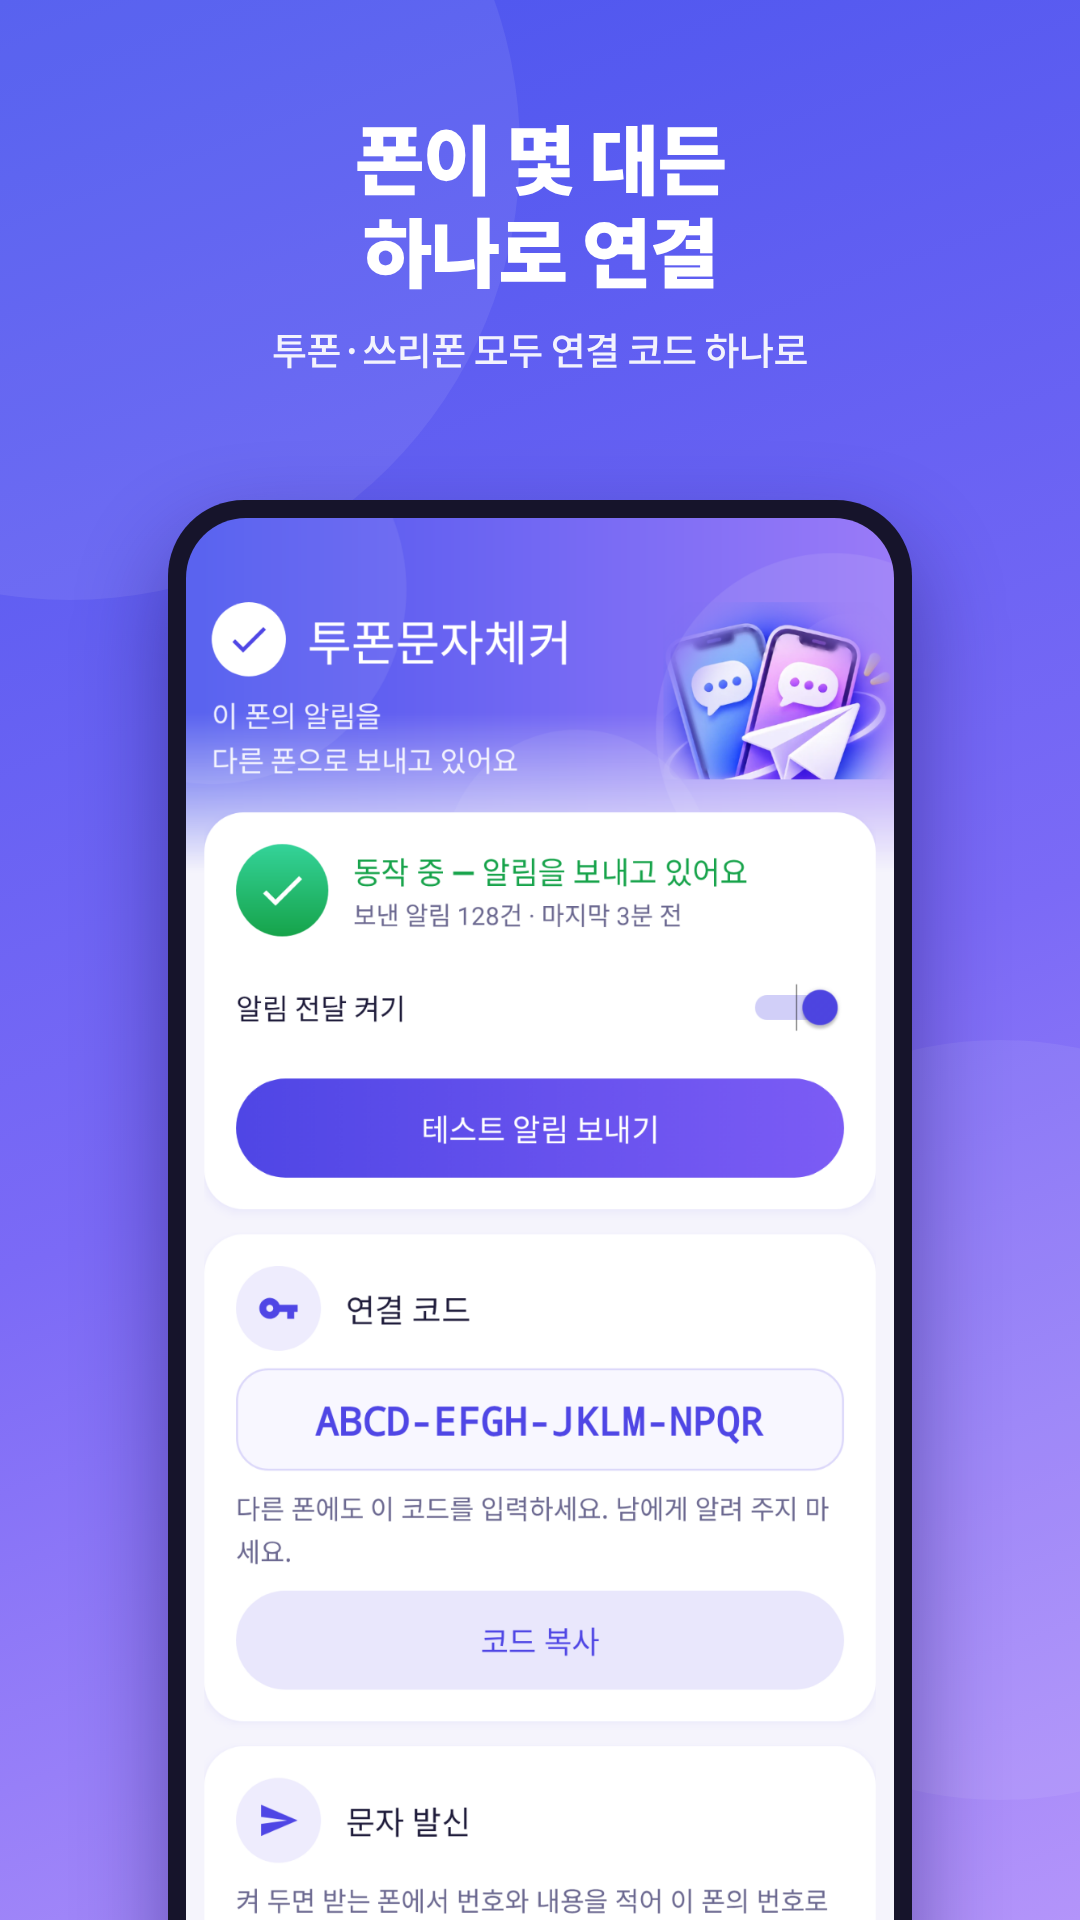 폰이 몇 대든
하나로 연결
투폰·쓰리폰 모두 연결 코드 하나로
투폰문자체커
이 폰의 알림을
다른 폰으로 보내고 있어요
동작 중 – 알림을 보내고 있어요
보낸 알림 128건 · 마지막 3분 전
알림 전달 켜기
테스트 알림 보내기
연결 코드
ABCD-EFGH-JKLM-NPQR
다른 폰에도 이 코드를 입력하세요. 남에게 알려 주지 마
세요.
코드 복사
문자 발신
켜 두면 받는 폰에서 번호와 내용을 적어 이 폰의 번호로